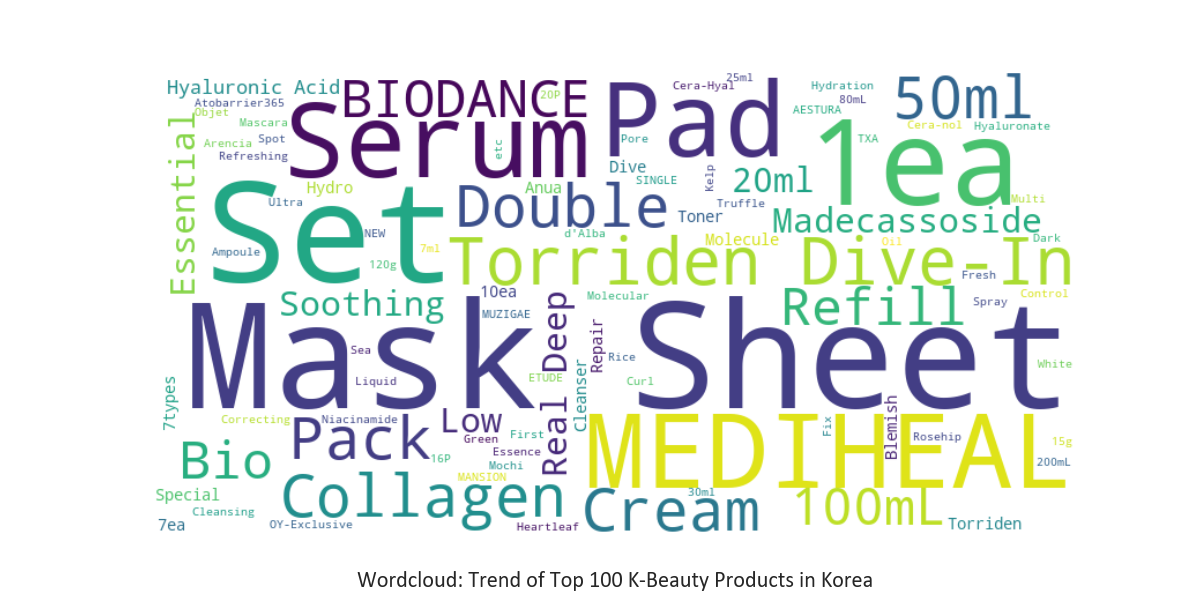 Hyaluronic Acid
BIODANCE
20P
25ml
Cera-Hyal
Pad
Hydration
80mL
50ml
Atobarrier365
Objet
Mascara
Serum
AESTURA
Cera-nol
Hyaluronate
Essential
Arencia
Spot
Refreshing
etc
Pore
1ea
TXA
Dive
SINGLE
Kelp
20ml
Set
Hydro
Ultra
Anua
Double
Toner
Truffle
Madecassoside
Multi
NEW
d'Alba
Molecule
Oil
Dark
Ampoule
7ml
120g
Torriden Dive-In
Fresh
Soothing
10ea
MUZIGAE
Real Deep
Molecular
Refill
Spray
Control
Mask Sheet
Sea
Liquid
Repair
Rice
Cleanser
Curl
ETUDE
White
7types
Correcting
Niacinamide
Low
Pack
Green
First
16P
Essence
Mochi
MANSION
MEDIHEAL
Fix
Blemish
Rosehip
15g
200mL
Bio
Special
Cleansing
7ea
Collagen
OY-Exclusive
Heartleaf
Cream
30ml
100mL
Torriden
Wordcloud: Trend of Top 100 K-Beauty Products in Korea